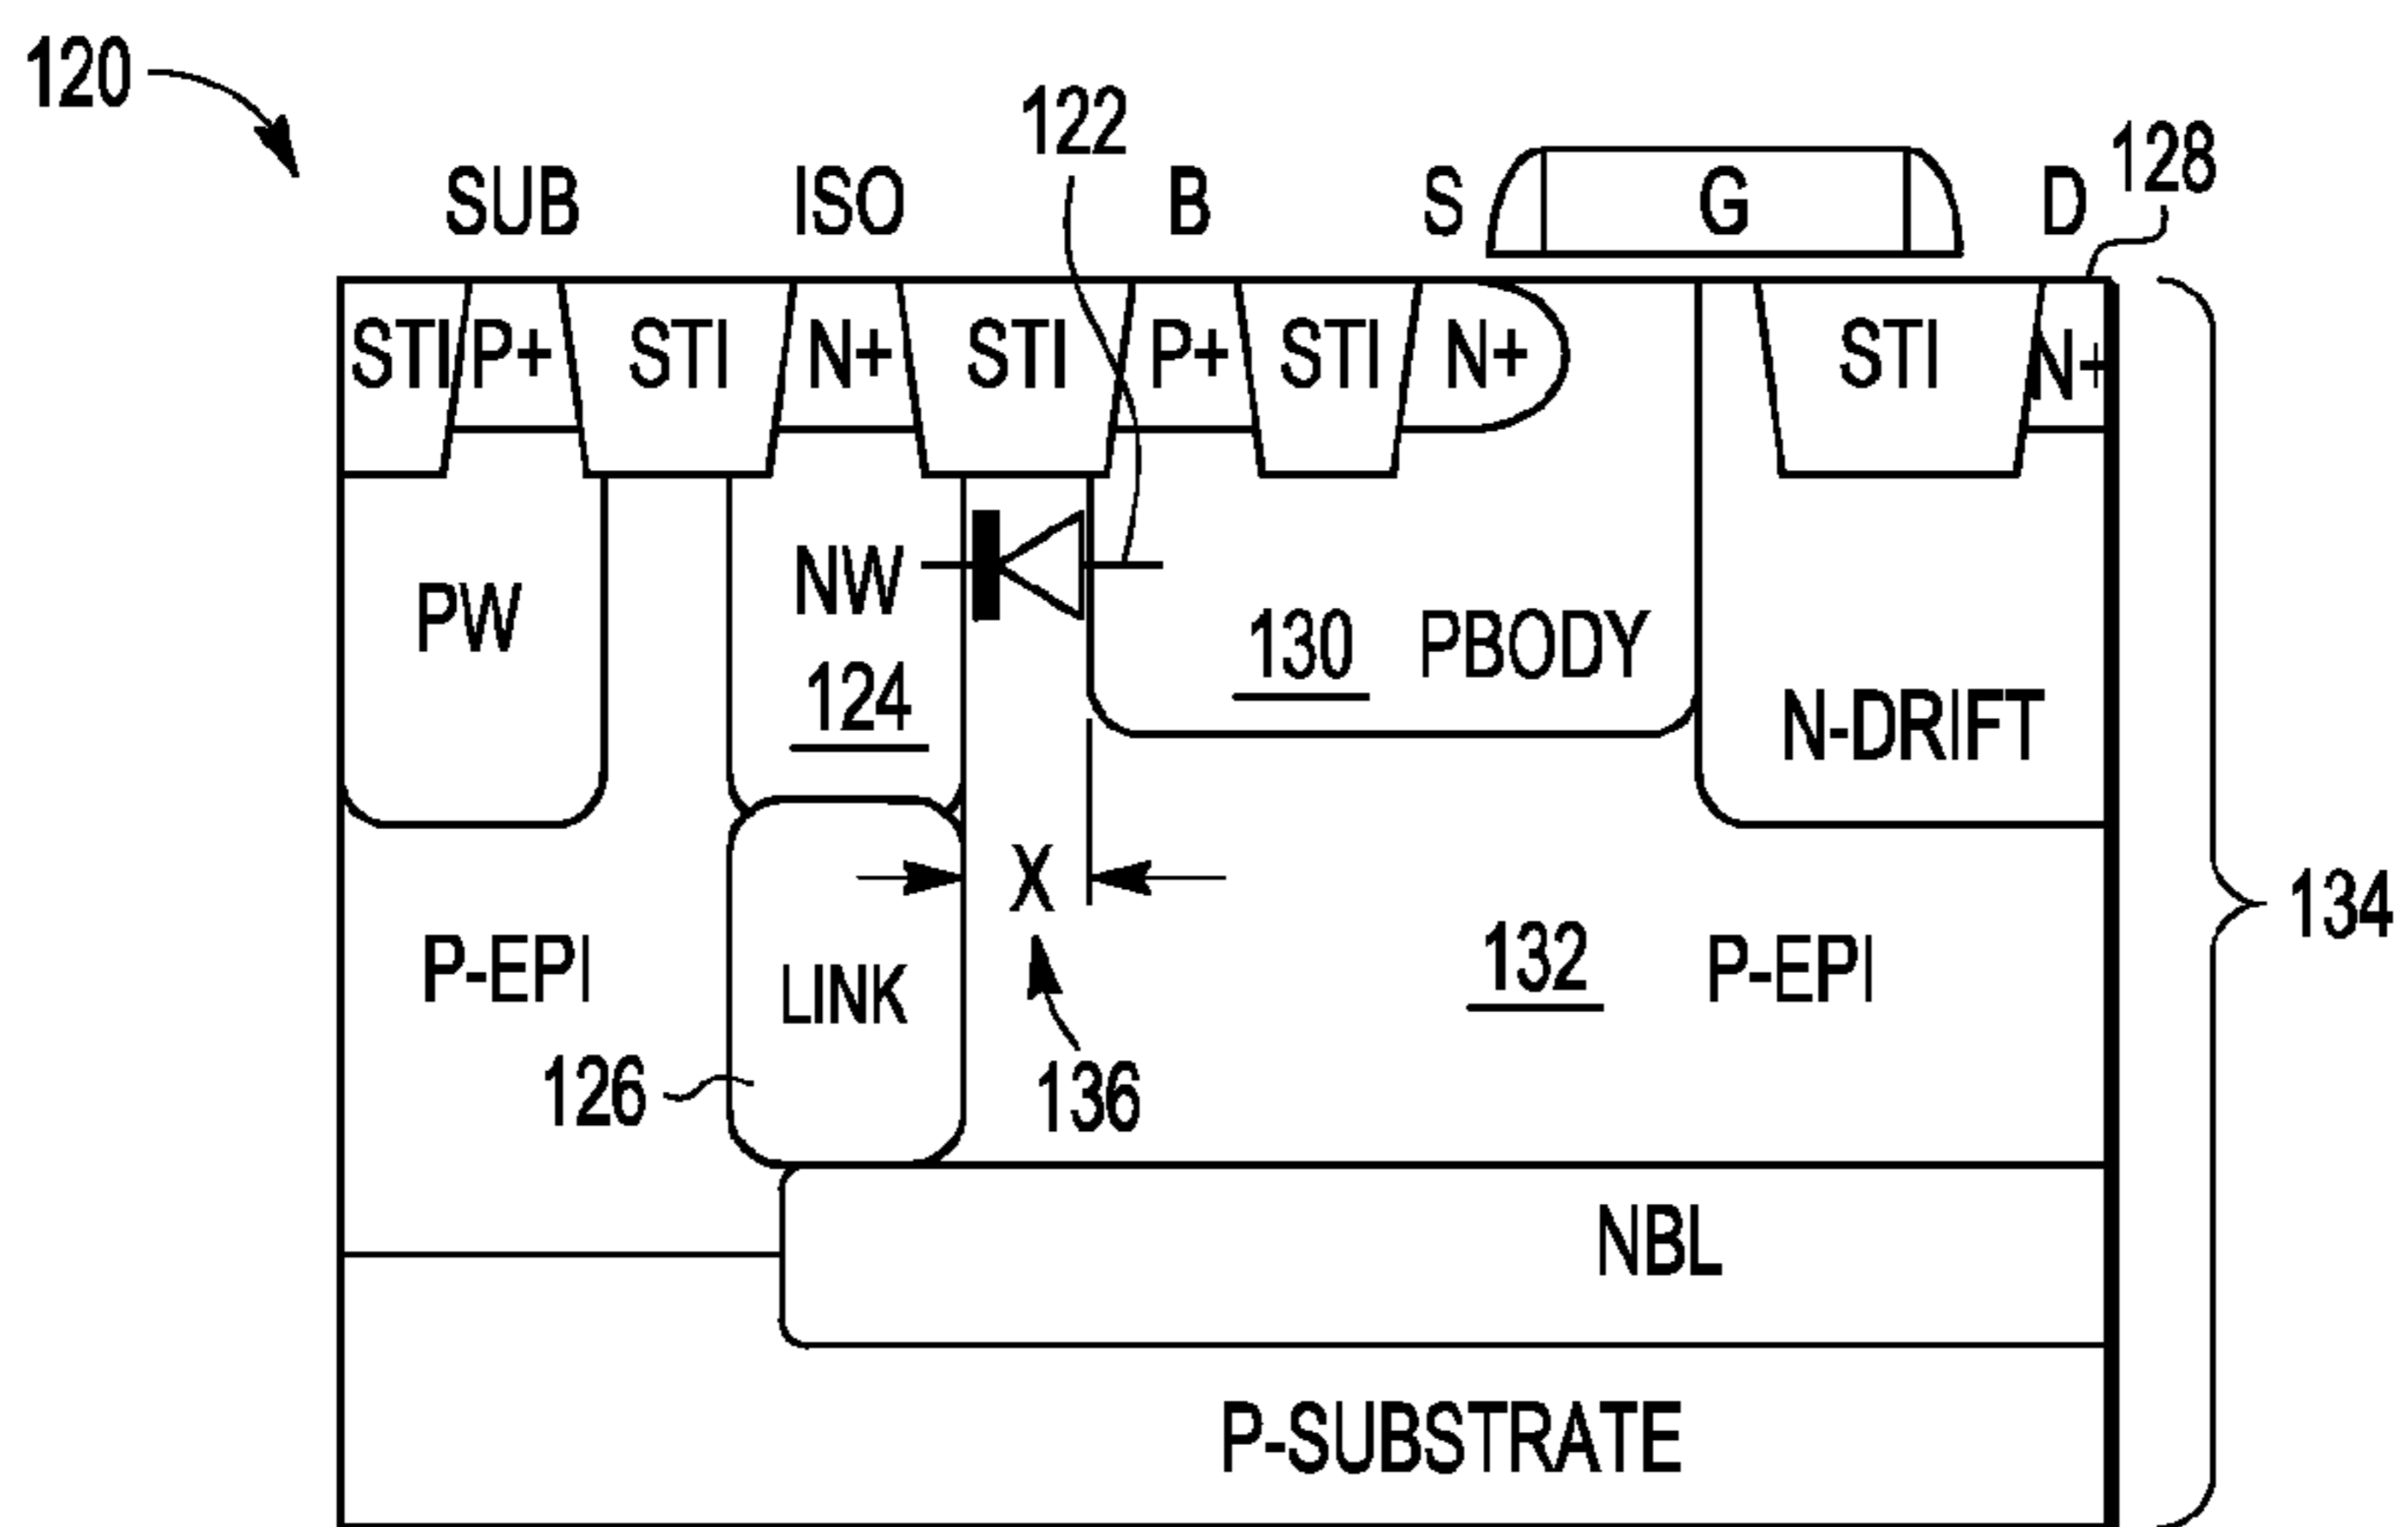 120
122
128
SUB ISO B S G D
STI P+ STI N+ STI P+ STI N+ STI N+
PW
NW
124
130 PBODY
N-DRIFT
134
X
P-EPI
LINK
132 P-EPI
126
136
NBL
P-SUBSTRATE